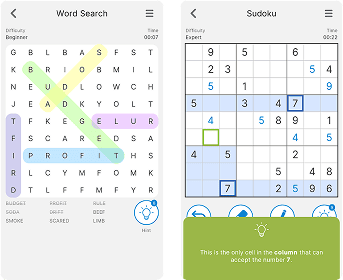 Word Search
Difficulty
Beginner
Time
00:07
G B L B A S F S T
K B R I O B M I L
N E U D L O W C H
J E A D K Y O L T
T F K E G E L U R
F S C A R E D S A
I P R O F I T H S
R L C Y M F O M K
D T L F F M F Y R
BUDGET PROFIT RULE
SODA DRIFT BEEF
SMOKE SCARED LIMB
Hint
Sudoku
Difficulty
Expert
Time
00:22
9 5 6
2 3 5 4
5 1 9
5 3 4 7
4 5 8 9 1
4 5
4 5 2
5 4 8
7 2 5 9 6
This is the only cell in the column that can
accept the number 7.